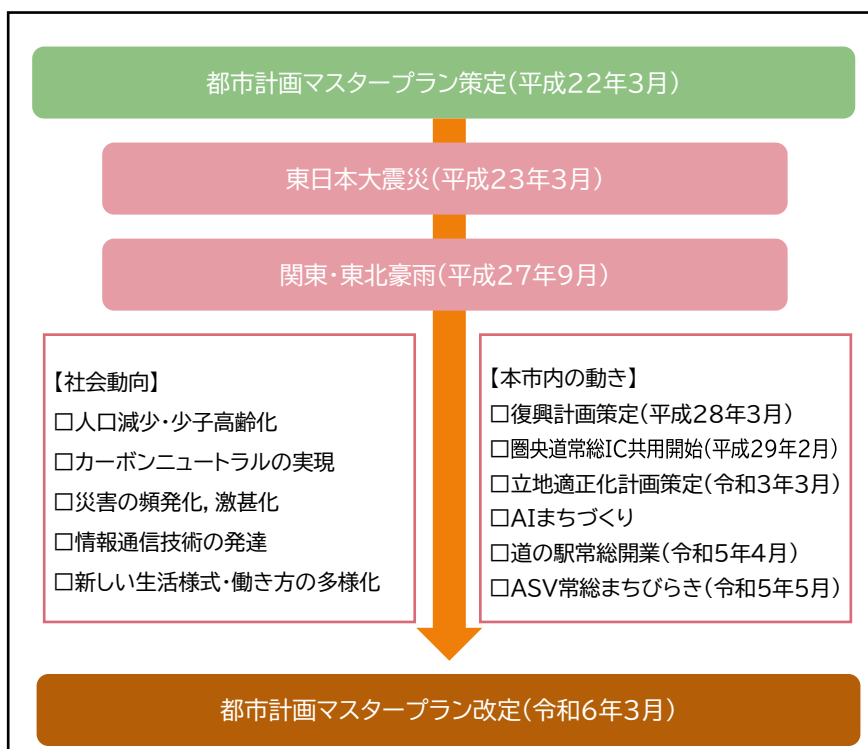 都市計画マスタープラン策定(平成22年3月)
東日本大震災(平成23年3月)
関東・東北豪雨(平成27年9月)
【社会動向】
□人口減少・少子高齢化
□カーボンニュートラルの実現
□災害の頻発化，激甚化
□情報通信技術の発達
□新しい生活様式・働き方の多様化
【本市内の動き】
□復興計画策定(平成28年3月)
□圏央道常総IC共用開始(平成29年2月)
□立地適正化計画策定(令和3年3月)
□AIまちづくり
□道の駅常総開業(令和5年4月)
□ASV常総まちびらき(令和5年5月)
都市計画マスタープラン改定(令和6年3月)